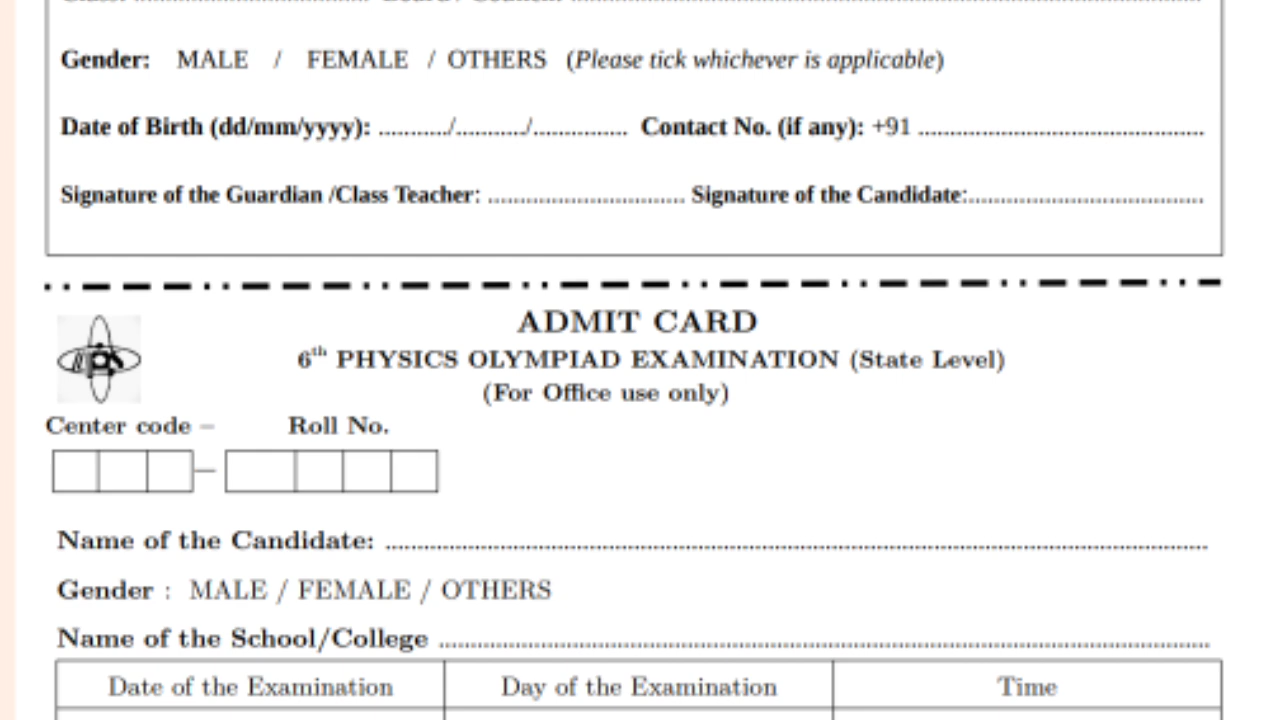 Gender: MALE / FEMALE / OTHERS (Please tick whichever is applicable)
Date of Birth (dd/mm/yyyy): .........../.........../............... Contact No. (if any): +91 ..............................................
Signature of the Guardian /Class Teacher: ................................ Signature of the Candidate:......................................
ADMIT CARD
6th PHYSICS OLYMPIAD EXAMINATION (State Level)
(For Office use only)
Center code – Roll No.
–
Name of the Candidate: ....................................................................................................
Gender : MALE / FEMALE / OTHERS
Name of the School/College ....................................................................................................
Date of the Examination Day of the Examination Time